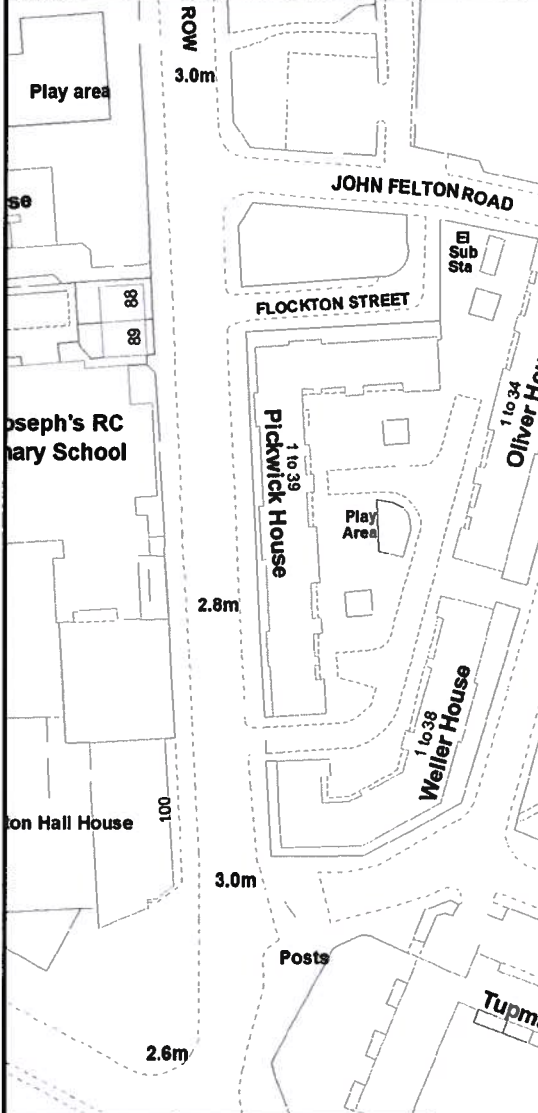 ROW
3.0m
Play area
se
JOHN FELTON ROAD
Sub
Sta
FLOCKTON STREET
88
89
oseph's RC
nary School
1 to 39
Pickwick House
1 to 34
Oliver Hou
Play
Area
2.8m
1 to 38
Weller House
ton Hall House
100
3.0m
Posts
Tupm
2.6m